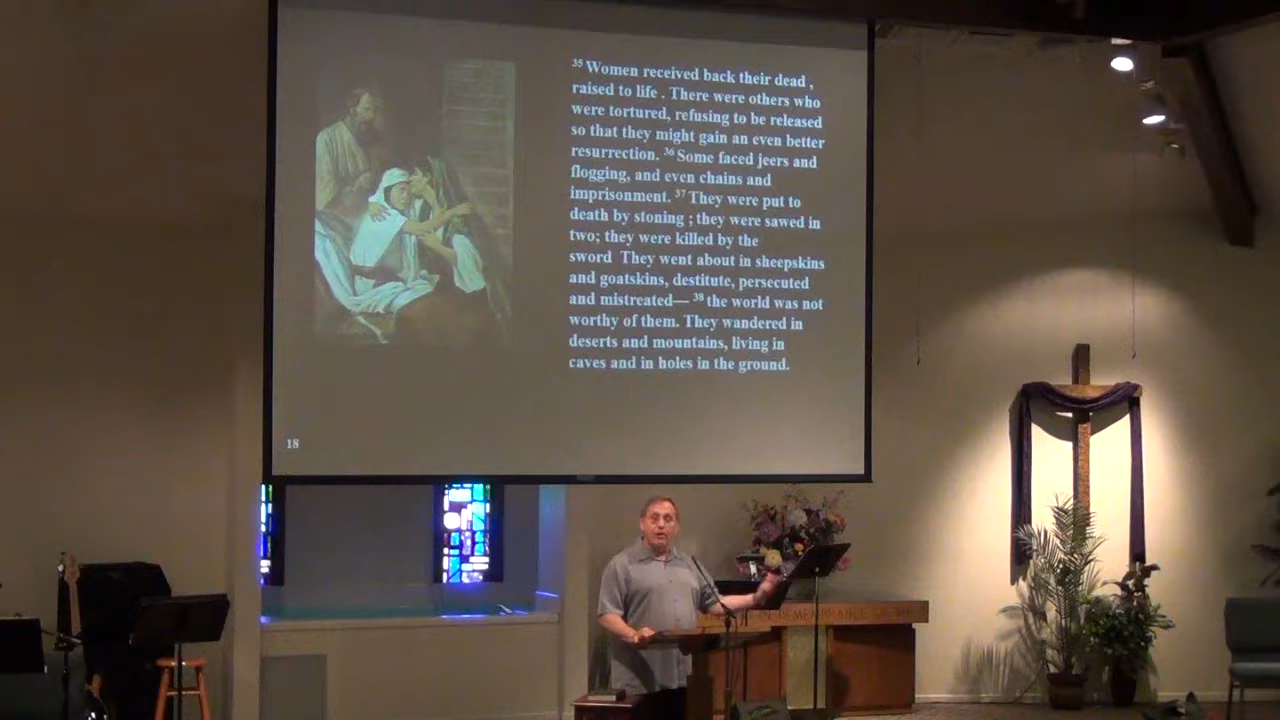 35 Women received back their dead ,
raised to life . There were others who
were tortured, refusing to be released
so that they might gain an even better
resurrection. 36 Some faced jeers and
flogging, and even chains and
imprisonment. 37 They were put to
death by stoning ; they were sawed in
two; they were killed by the
sword They went about in sheepskins
and goatskins, destitute, persecuted
and mistreated— 38 the world was not
worthy of them. They wandered in
deserts and mountains, living in
caves and in holes in the ground.
18
REMEMBRANCE OF ME